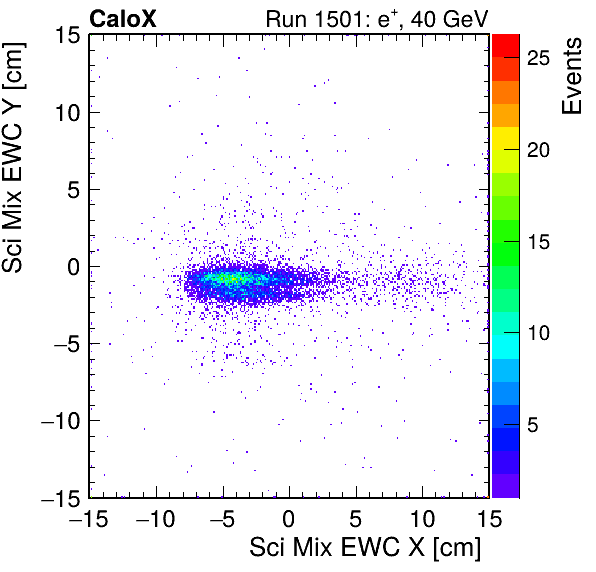 CaloX Run 1501: e+, 40 GeV
Sci Mix EWC Y [cm]
15
10
5
0
−5
−10
−15
−15 −10 −5 0 5 10 15
Sci Mix EWC X [cm]
25
20
15
10
5
Events